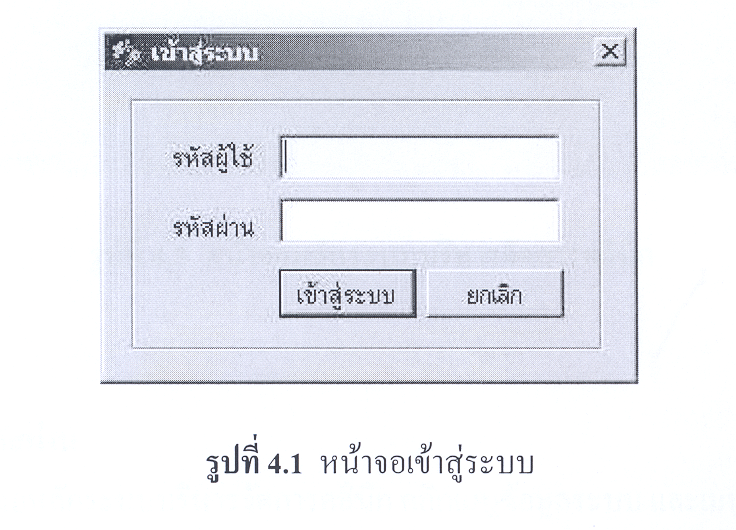 เข้าสู่ระบบ
รหัสผู้ใช้
รหัสผ่าน
เข้าสู่ระบบ ยกเลิก
รูปที่ 4.1 หน้าจอเข้าสู่ระบบ